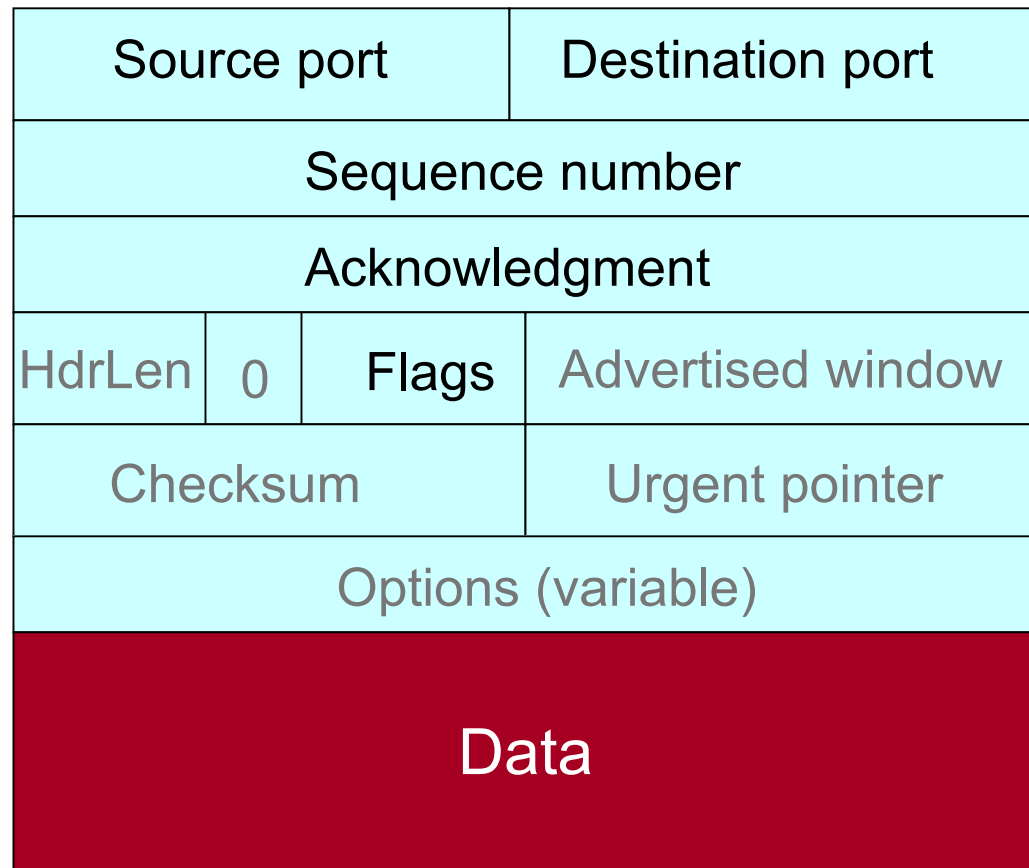 Source port Destination port
Sequence number
Acknowledgment
HdrLen 0 Flags Advertised window
Checksum Urgent pointer
Options (variable)
Data